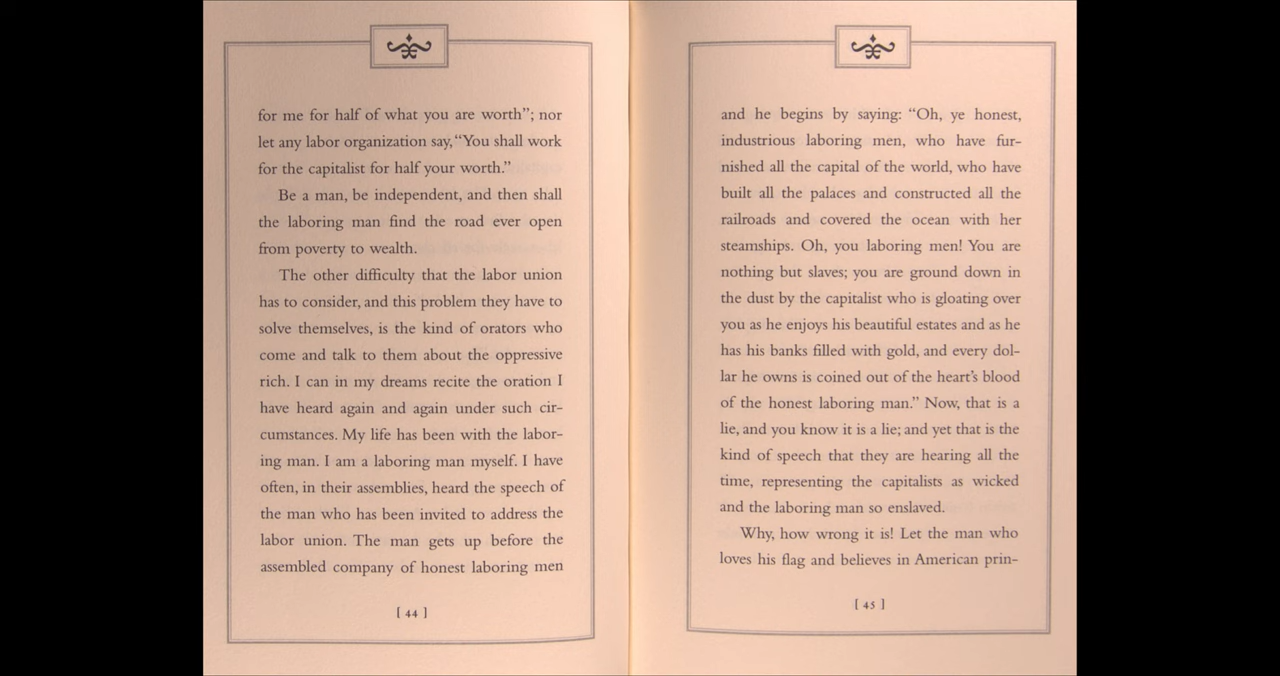 for me for half of what you are worth”; nor
let any labor organization say, “You shall work
for the capitalist for half your worth.”
Be a man, be independent, and then shall
the laboring man find the road ever open
from poverty to wealth.
The other difficulty that the labor union
has to consider, and this problem they have to
solve themselves, is the kind of orators who
come and talk to them about the oppressive
rich. I can in my dreams recite the oration I
have heard again and again under such cir-
cumstances. My life has been with the labor-
ing man. I am a laboring man myself. I have
often, in their assemblies, heard the speech of
the man who has been invited to address the
labor union. The man gets up before the
assembled company of honest laboring men
[ 44 ]
and he begins by saying: “Oh, ye honest,
industrious laboring men, who have fur-
nished all the capital of the world, who have
built all the palaces and constructed all the
railroads and covered the ocean with her
steamships. Oh, you laboring men! You are
nothing but slaves; you are ground down in
the dust by the capitalist who is gloating over
you as he enjoys his beautiful estates and as he
has his banks filled with gold, and every dol-
lar he owns is coined out of the heart’s blood
of the honest laboring man.” Now, that is a
lie, and you know it is a lie; and yet that is the
kind of speech that they are hearing all the
time, representing the capitalists as wicked
and the laboring man so enslaved.
Why, how wrong it is! Let the man who
loves his flag and believes in American prin-
[ 45 ]